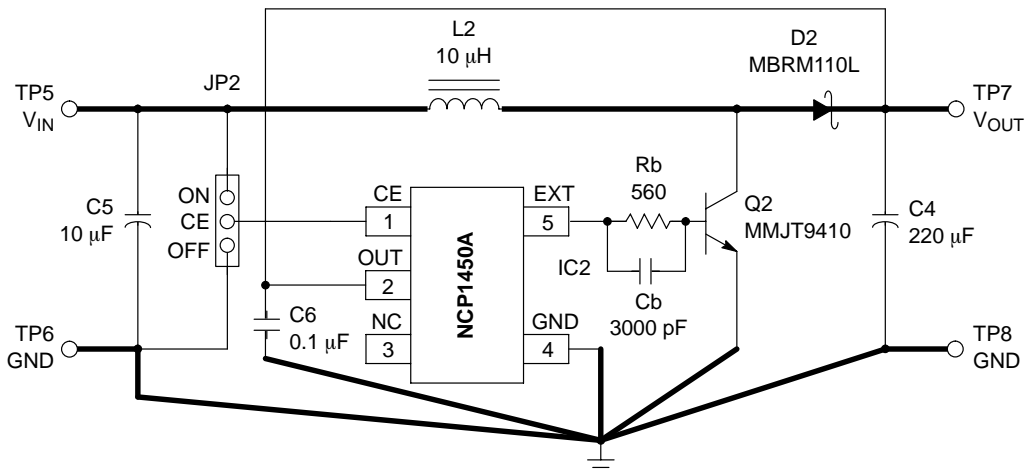 L2
10 μH
D2
MBRM110L
JP2
TP5
VIN
TP7
VOUT
ON
CE
OFF
C5
10 μF
CE
1
OUT
2
NC
3
NCP1450A
EXT
5
GND
4
Rb
560
IC2
Cb
3000 pF
Q2
MMJT9410
C4
220 μF
C6
0.1 μF
TP6
GND
TP8
GND